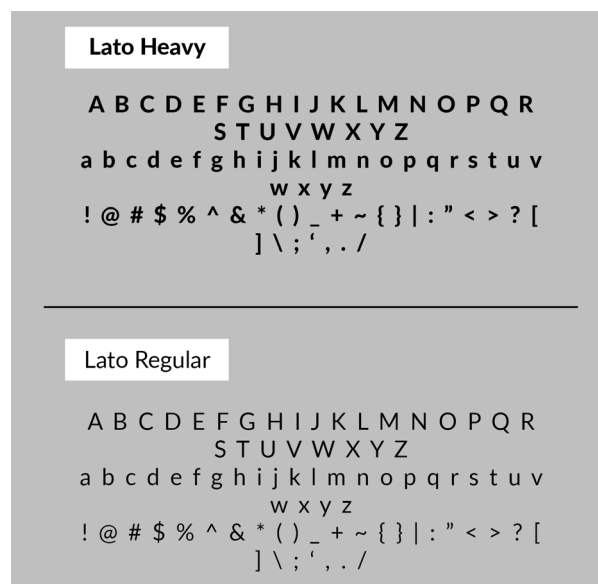 Lato Heavy
A B C D E F G H I J K L M N O P Q R
S T U V W X Y Z
a b c d e f g h i j k l m n o p q r s t u v
w x y z
! @ # $ % ^ & * ( ) _ + ~ { } | : ” < > ? [
] \ ; ‘ , . /
Lato Regular
A B C D E F G H I J K L M N O P Q R
S T U V W X Y Z
a b c d e f g h i j k l m n o p q r s t u v
w x y z
! @ # $ % ^ & * ( ) _ + ~ { } | : ” < > ? [
] \ ; ‘ , . /